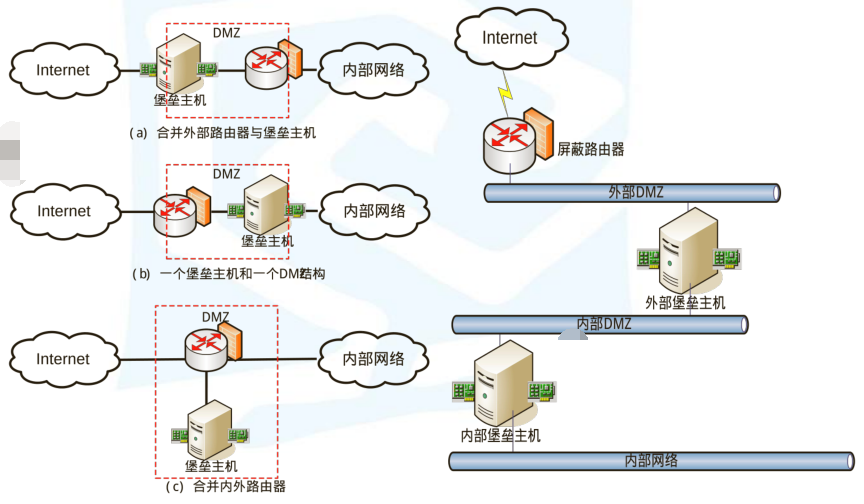 DMZ
Internet
堡垒主机
内部网络
(a) 合并外部路由器与堡垒主机
DMZ
Internet
堡垒主机
内部网络
(b) 一个堡垒主机和一个DMZ结构
DMZ
Internet
内部网络
堡垒主机
(c) 合并内外路由器
Internet
屏蔽路由器
外部DMZ
外部堡垒主机
内部DMZ
内部堡垒主机
内部网络